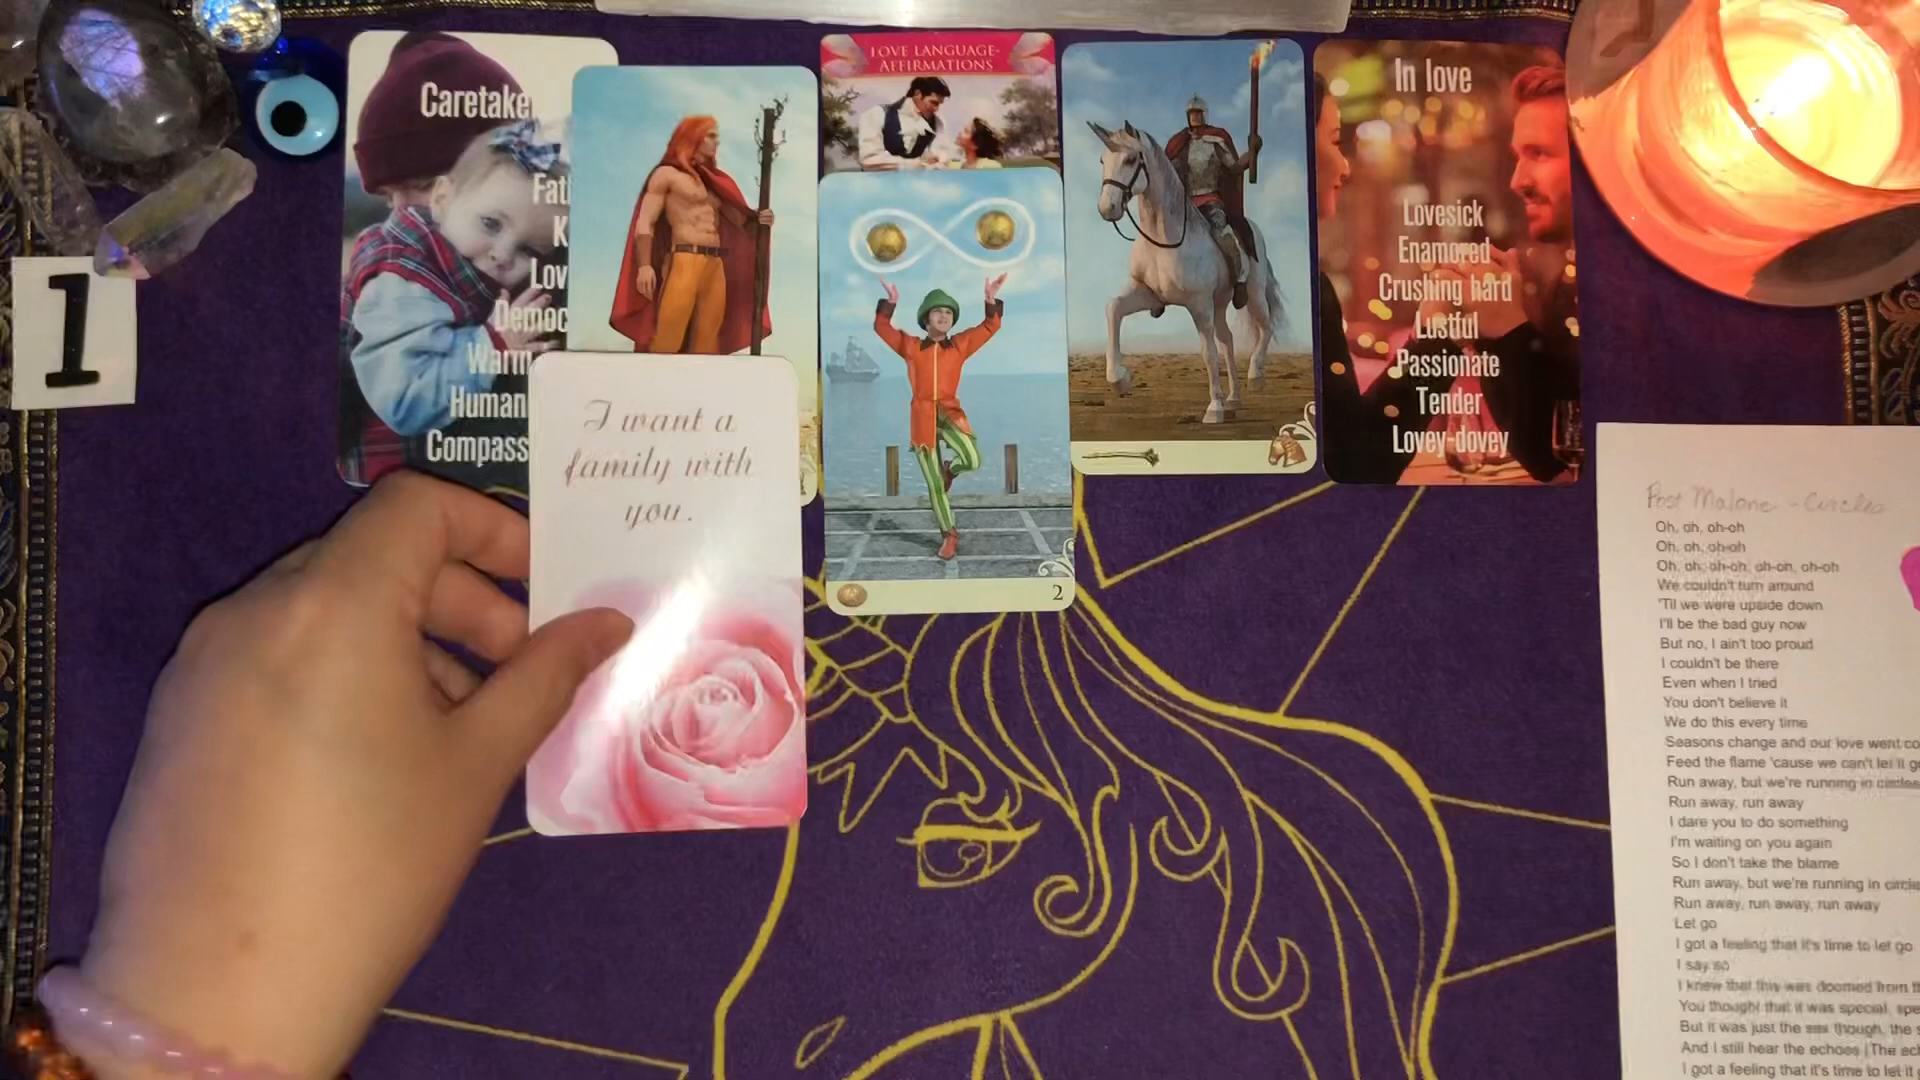 1
Caretake
Fat
K
Lov
Democ
Warm
Human
Compass
I want a
family with
you.
LOVE LANGUAGE-
AFFIRMATIONS
2
In love
Lovesick
Enamored
Crushing hard
Lustful
Passionate
Tender
Lovey-dovey
Post Malone - Circles
Oh, oh, oh-oh
Oh, oh, oh-oh
Oh, oh, oh-oh, oh-oh, oh-oh
We couldn't turn around
'Til we were upside down
I'll be the bad guy now
But no, I ain't too proud
I couldn't be there
Even when I tried
You don't believe it
We do this every time
Seasons change and our love went co
Feed the flame 'cause we can't let it g
Run away, but we're running in circles
Run away, run away
I dare you to do something
I'm waiting on you again
So I don't take the blame
Run away, but we're running in circle
Run away, run away, run away
Let go
I got a feeling that it's time to let go
I say so
I knew that this was doomed from t
You thought that it was special, spe
But it was just the sex though, the s
And I still hear the echoes (The ech
I got a feeling that it's time to let it